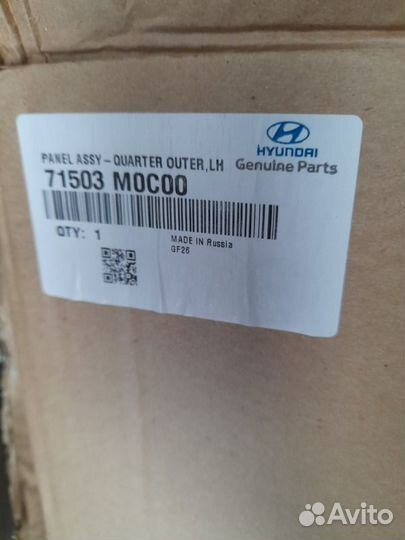 PANEL ASSY-QUARTER OUTER,LH
HYUNDAI
Genuine Parts
71503 M0C00
QTY: 1
MADE IN Russia
GF26
Avito